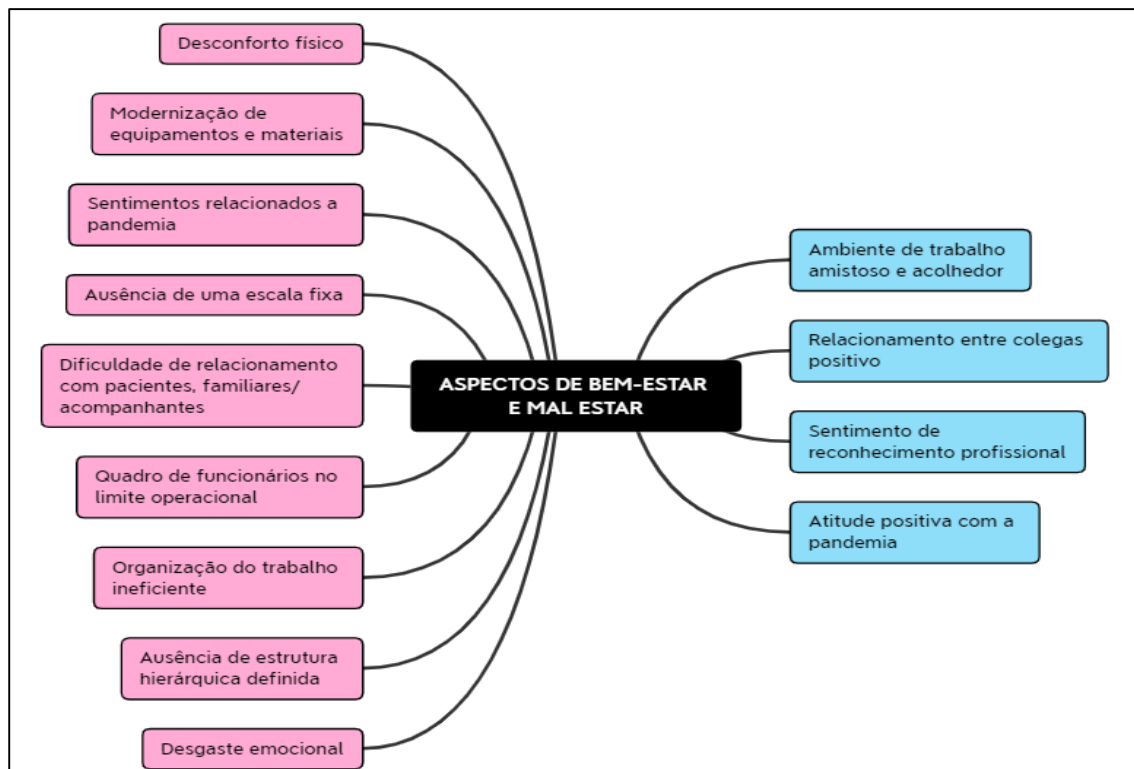 Desconforto físico
Modernização de
equipamentos e materiais
Sentimentos relacionados a
pandemia
Ausência de uma escala fixa
Dificuldade de relacionamento
com pacientes, familiares/
acompanhantes
Quadro de funcionários no
limite operacional
Organização do trabalho
ineficiente
Ausência de estrutura
hierárquica definida
Desgaste emocional
ASPECTOS DE BEM-ESTAR
E MAL ESTAR
Ambiente de trabalho
amistoso e acolhedor
Relacionamento entre colegas
positivo
Sentimento de
reconhecimento profissional
Atitude positiva com a
pandemia